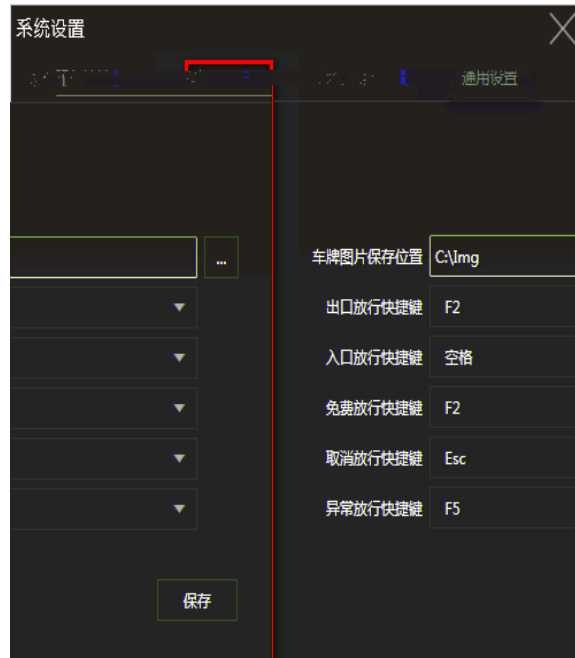 系统设置
通用设置
...
车牌图片保存位置 C:\Img
出口放行快捷键 F2
入口放行快捷键 空格
免费放行快捷键 F2
取消放行快捷键 Esc
异常放行快捷键 F5
保存